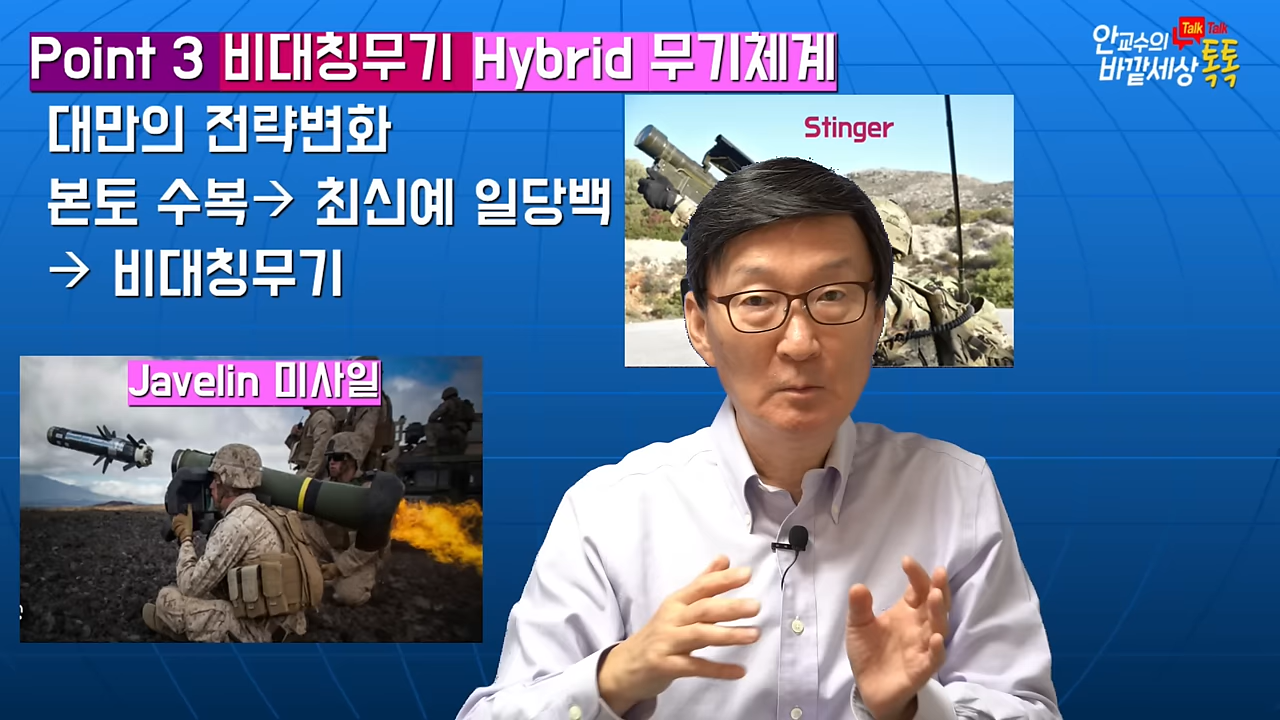 Point 3 비대칭무기 Hybrid 무기체계
안교수의 Talk Talk
바깥세상 톡톡
대만의 전략변화
본토 수복→ 최신예 일당백
→ 비대칭무기
Stinger
Javelin 미사일